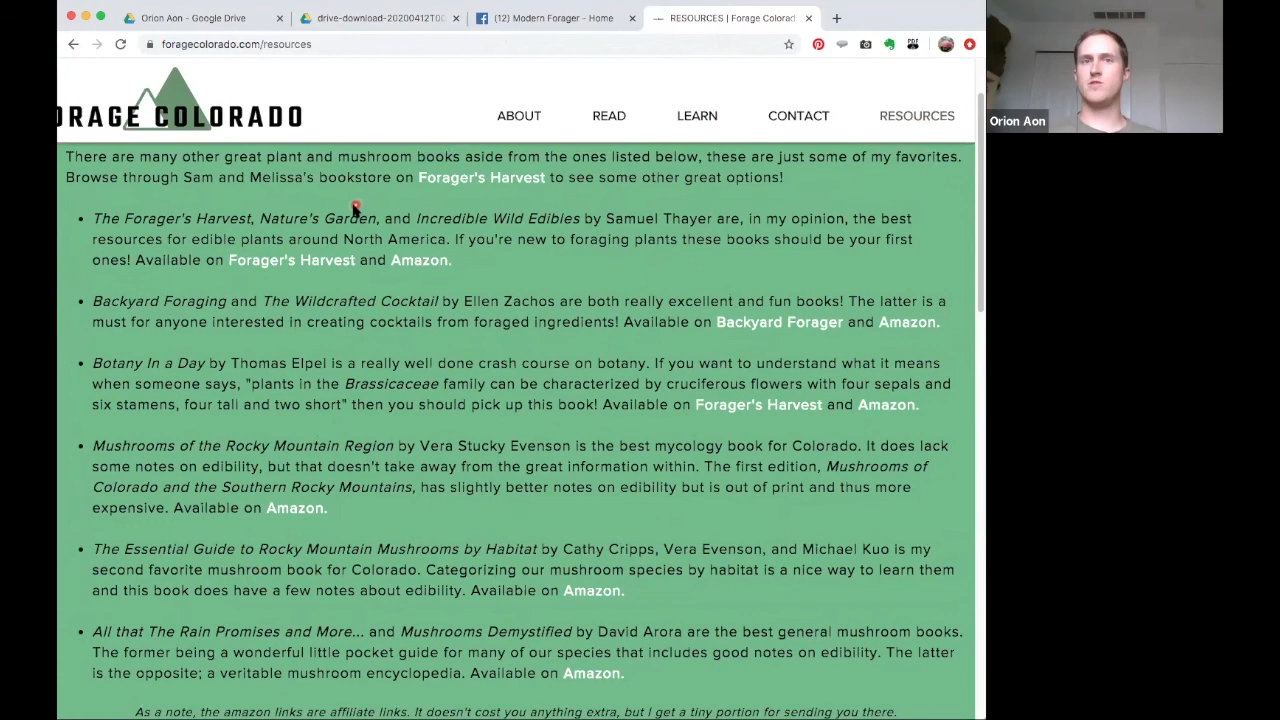 Orion Aon - Google Drive
drive-download-20200412T00
(12) Modern Forager - Home
RESOURCES | Forage Colorad
foragecolorado.com/resources
ORAGE COLORADO
ABOUT READ LEARN CONTACT RESOURCES
Orion Aon
There are many other great plant and mushroom books aside from the ones listed below, these are just some of my favorites.
Browse through Sam and Melissa's bookstore on Forager's Harvest to see some other great options!
• The Forager's Harvest, Nature's Garden, and Incredible Wild Edibles by Samuel Thayer are, in my opinion, the best
resources for edible plants around North America. If you're new to foraging plants these books should be your first
ones! Available on Forager's Harvest and Amazon.
• Backyard Foraging and The Wildcrafted Cocktail by Ellen Zachos are both really excellent and fun books! The latter is a
must for anyone interested in creating cocktails from foraged ingredients! Available on Backyard Forager and Amazon.
• Botany In a Day by Thomas Elpel is a really well done crash course on botany. If you want to understand what it means
when someone says, "plants in the Brassicaceae family can be characterized by cruciferous flowers with four sepals and
six stamens, four tall and two short" then you should pick up this book! Available on Forager's Harvest and Amazon.
• Mushrooms of the Rocky Mountain Region by Vera Stucky Evenson is the best mycology book for Colorado. It does lack
some notes on edibility, but that doesn't take away from the great information within. The first edition, Mushrooms of
Colorado and the Southern Rocky Mountains, has slightly better notes on edibility but is out of print and thus more
expensive. Available on Amazon.
• The Essential Guide to Rocky Mountain Mushrooms by Habitat by Cathy Cripps, Vera Evenson, and Michael Kuo is my
second favorite mushroom book for Colorado. Categorizing our mushroom species by habitat is a nice way to learn them
and this book does have a few notes about edibility. Available on Amazon.
• All that The Rain Promises and More... and Mushrooms Demystified by David Arora are the best general mushroom books.
The former being a wonderful little pocket guide for many of our species that includes good notes on edibility. The latter
is the opposite; a veritable mushroom encyclopedia. Available on Amazon.
As a note, the amazon links are affiliate links. It doesn't cost you anything extra, but I get a tiny portion for sending you there.